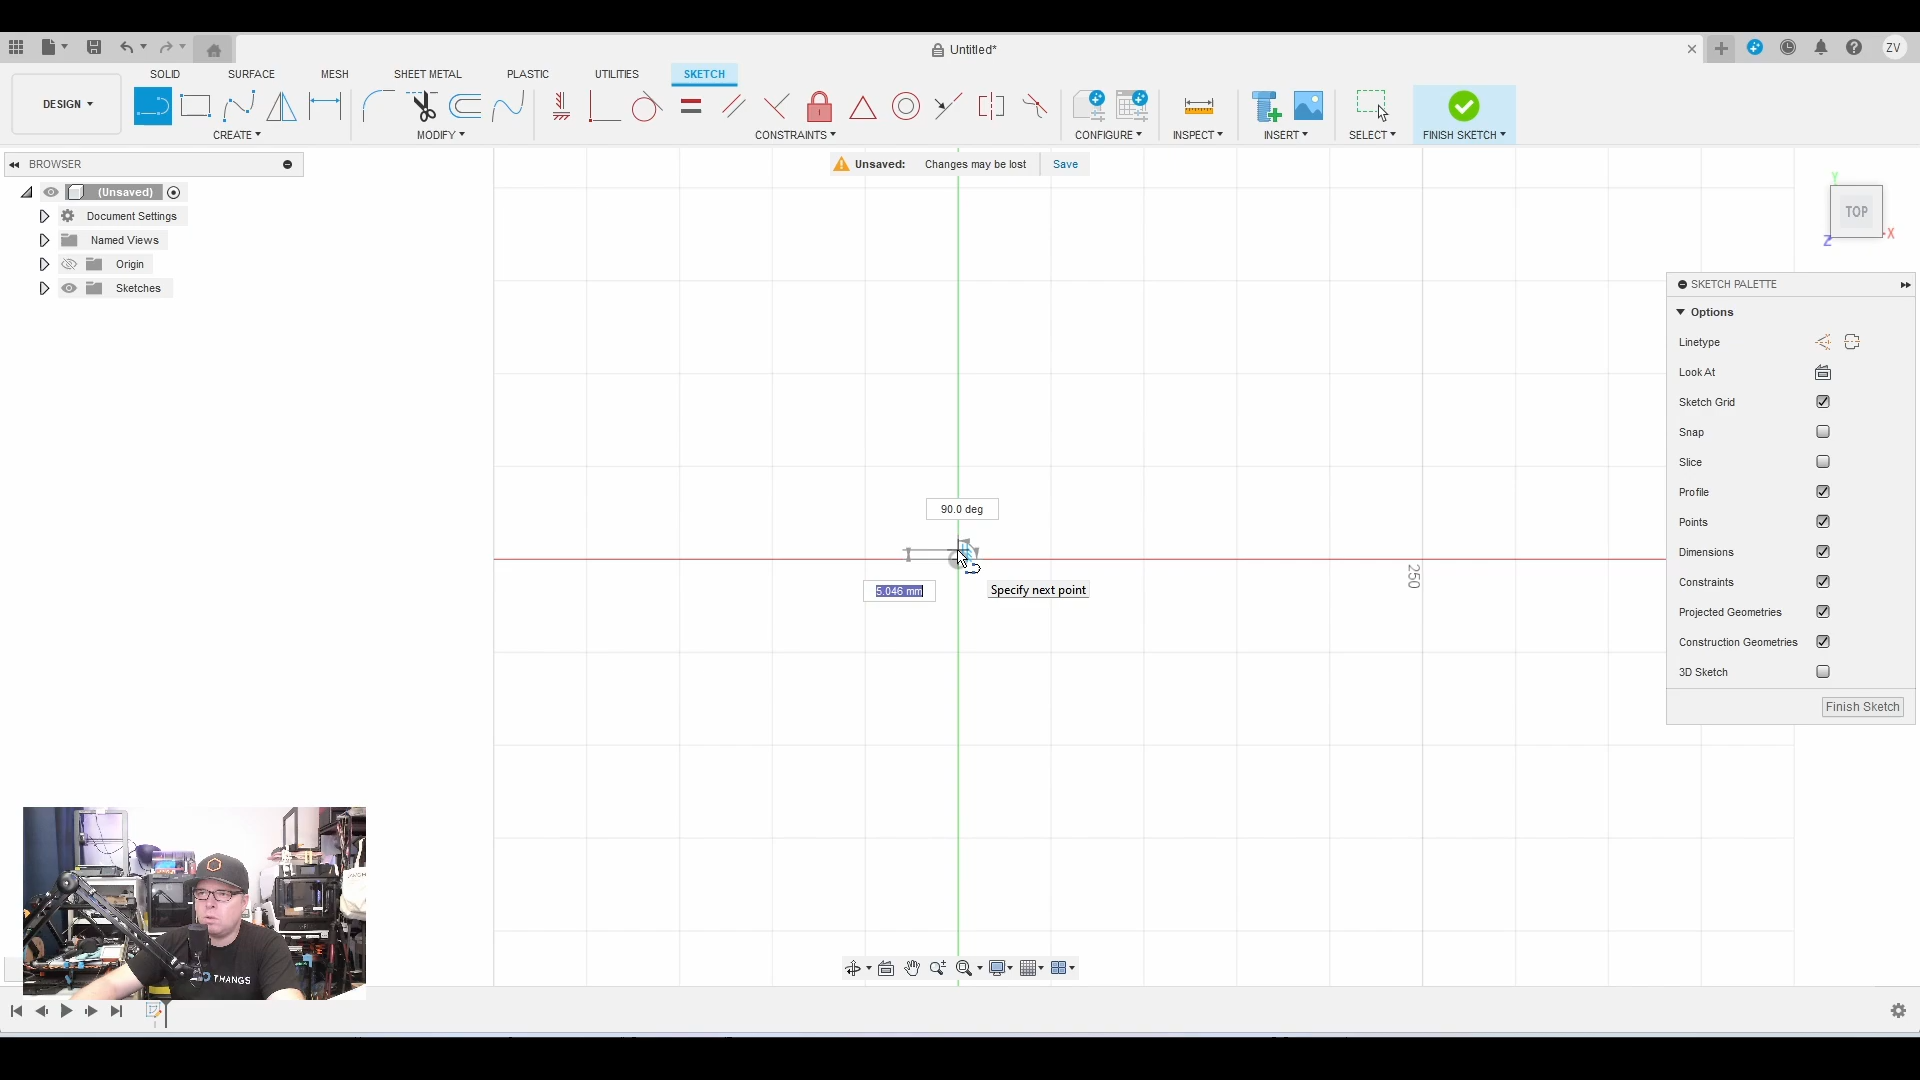 Untitled*
ZV
DESIGN
SOLID
SURFACE
MESH
SHEET METAL
PLASTIC
UTILITIES
SKETCH
CREATE
MODIFY
CONSTRAINTS
CONFIGURE
INSPECT
INSERT
SELECT
FINISH SKETCH
BROWSER
Unsaved: Changes may be lost Save
(Unsaved)
Document Settings
Named Views
Origin
Sketches
Y
TOP
X
Z
SKETCH PALETTE
Options
Linetype
Look At
Sketch Grid
Snap
Slice
Profile
Points
Dimensions
Constraints
Projected Geometries
Construction Geometries
3D Sketch
Finish Sketch
90.0 deg
5.046 mm
Specify next point
250
THANGS